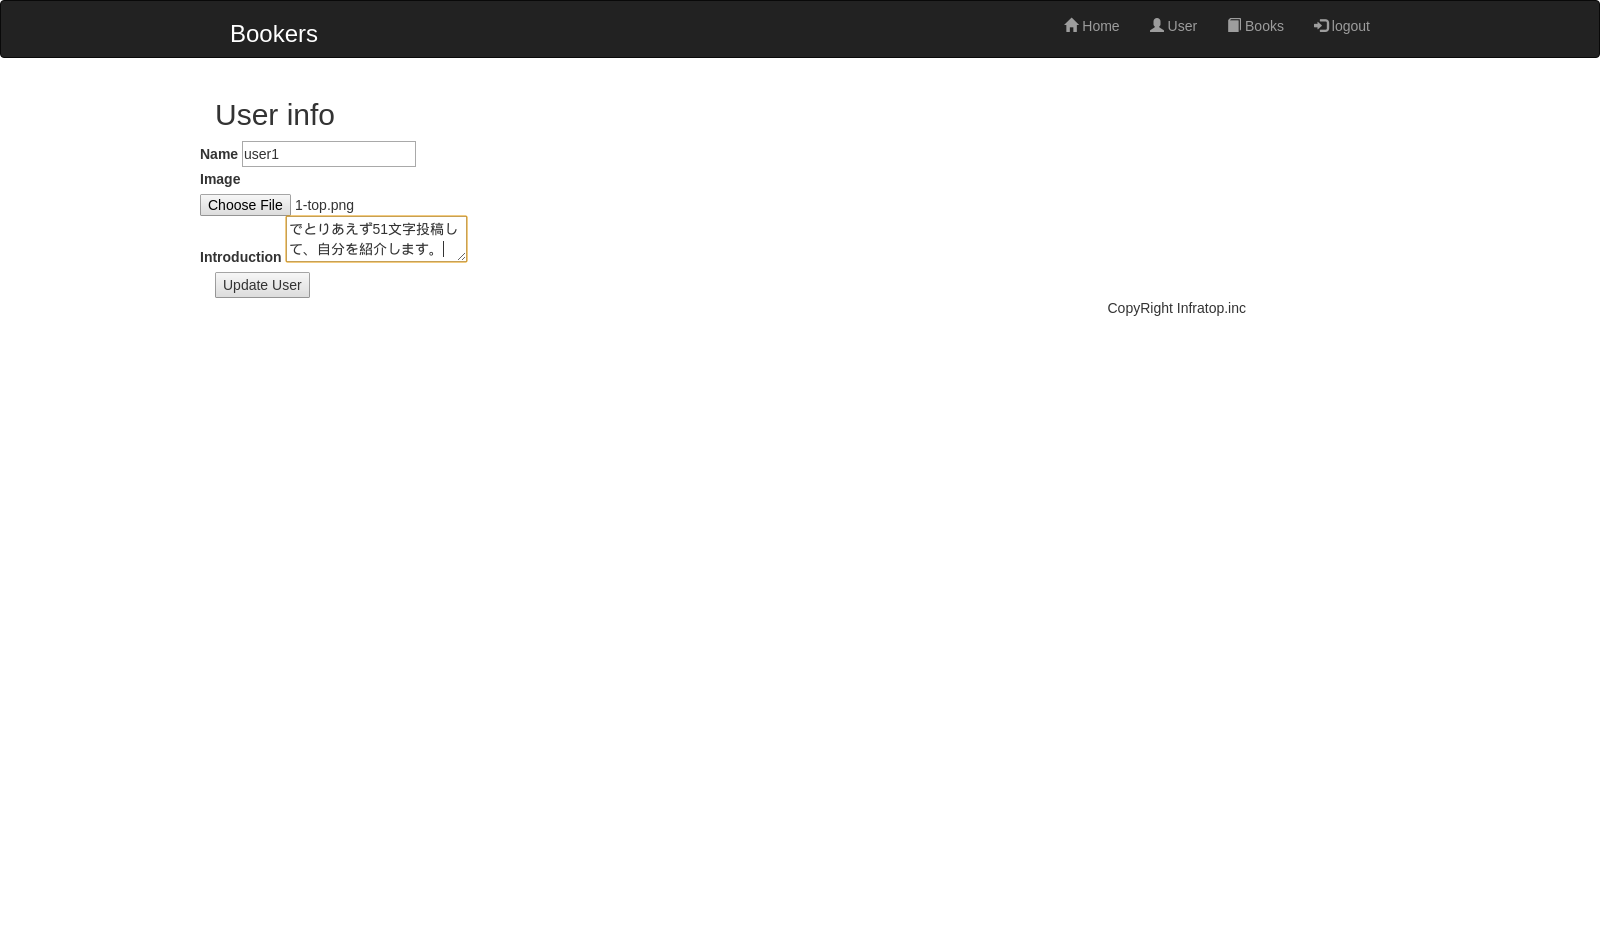 Bookers
Home
User
Books
logout
User info
Name user1
Image
Choose File 1-top.png
Introduction
でとりあえず51文字投稿し
て、自分を紹介します。
Update User
CopyRight Infratop.inc